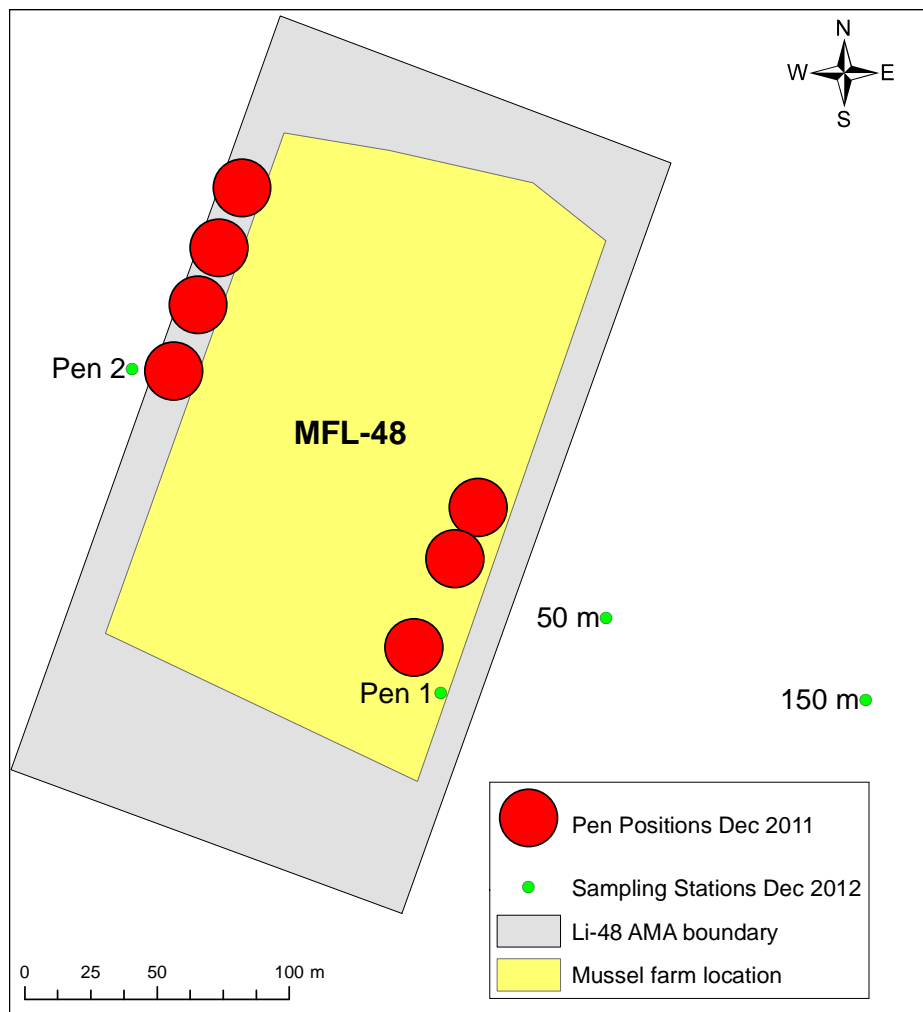 N
W E
S
Pen 2
MFL-48
50 m
Pen 1
150 m
Pen Positions Dec 2011
Sampling Stations Dec 2012
Li-48 AMA boundary
Mussel farm location
0 25 50 100 m